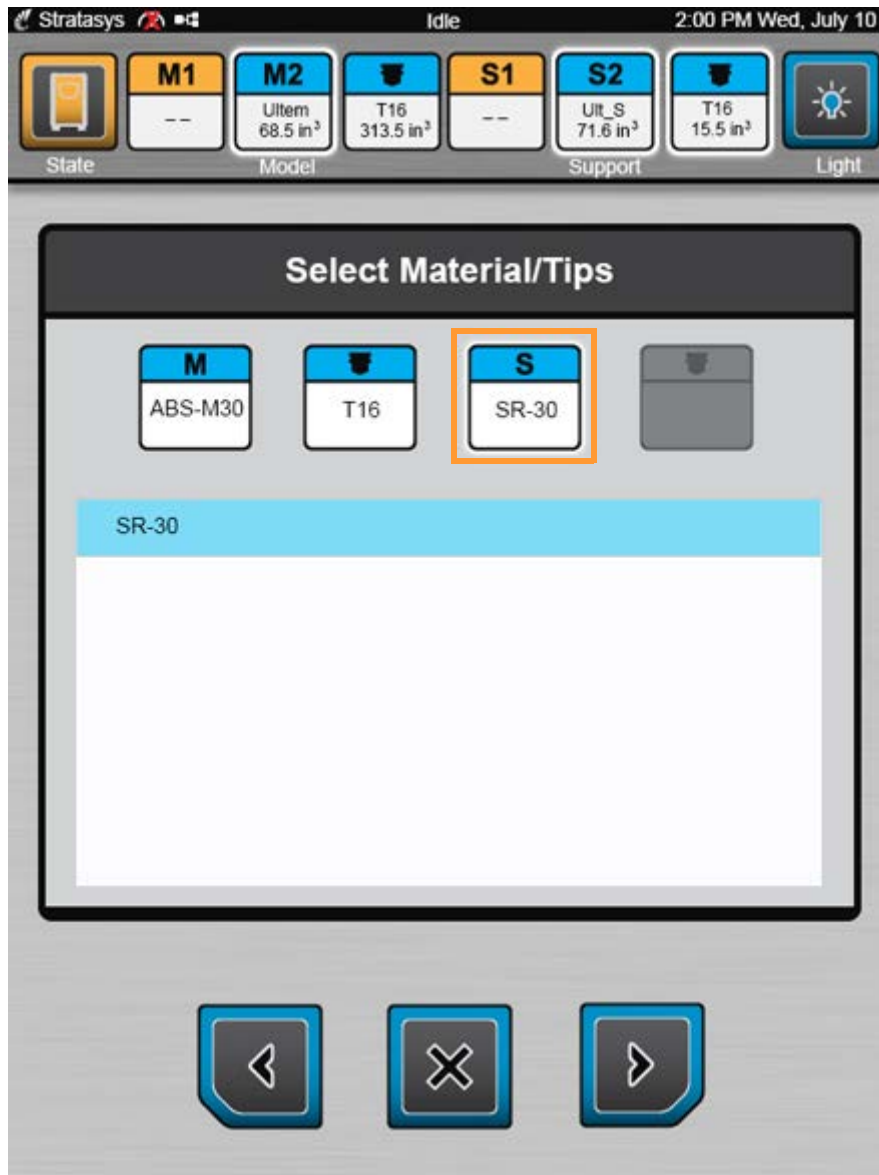 Stratasys Idle 2:00 PM Wed, July 10
M1 M2 S1 S2
-- Ultem T16 -- Ult_S T16
68.5 in³ 313.5 in³ 71.6 in³ 15.5 in³
State Model Support Light
Select Material/Tips
M S
ABS-M30 T16 SR-30
SR-30